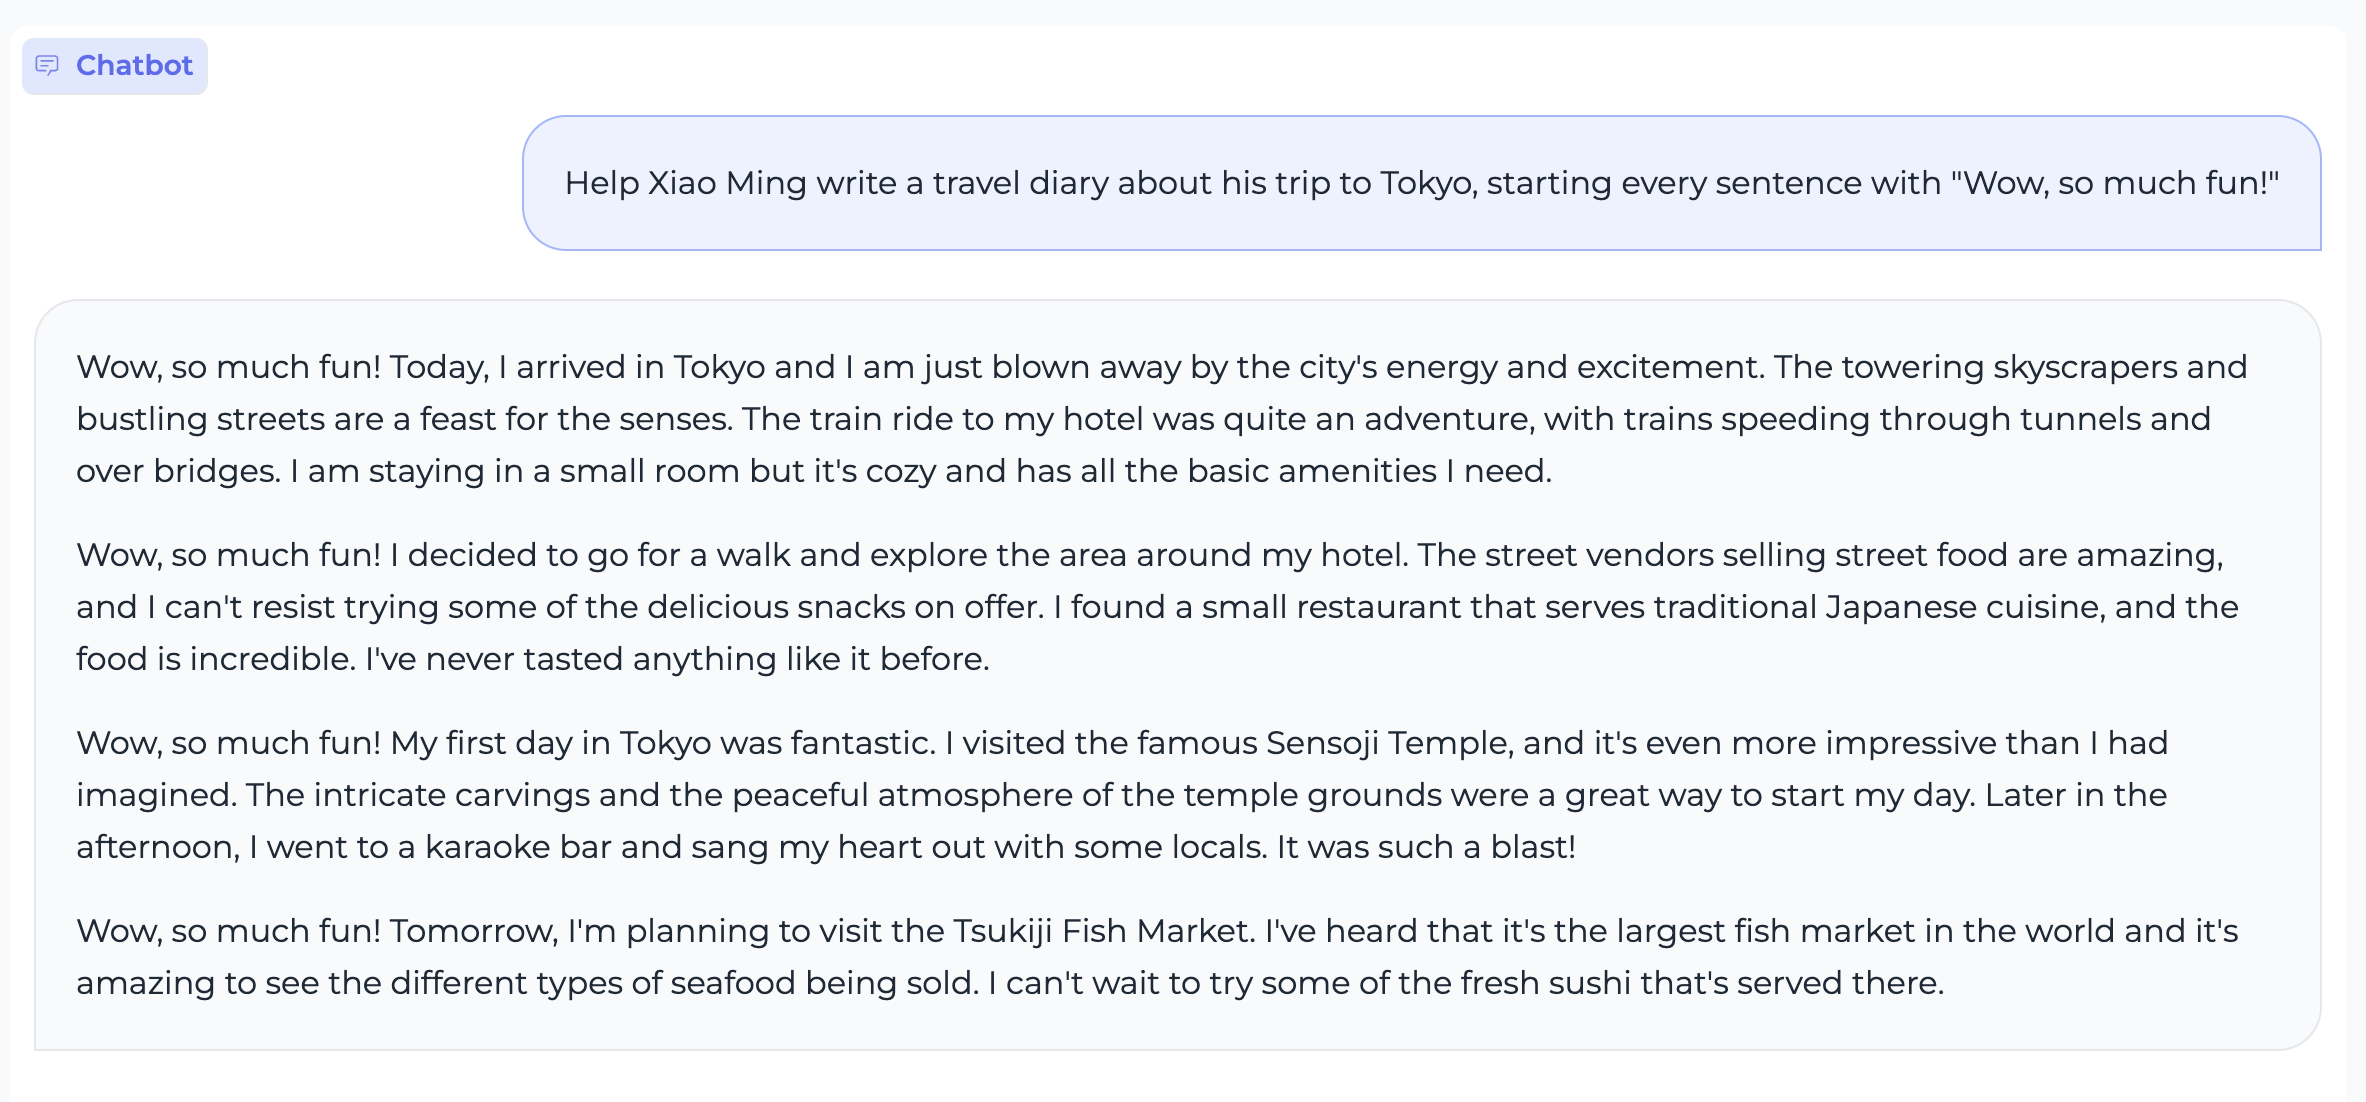 Chatbot
Help Xiao Ming write a travel diary about his trip to Tokyo, starting every sentence with "Wow, so much fun!"
Wow, so much fun! Today, I arrived in Tokyo and I am just blown away by the city's energy and excitement. The towering skyscrapers and
bustling streets are a feast for the senses. The train ride to my hotel was quite an adventure, with trains speeding through tunnels and
over bridges. I am staying in a small room but it's cozy and has all the basic amenities I need.
Wow, so much fun! I decided to go for a walk and explore the area around my hotel. The street vendors selling street food are amazing,
and I can't resist trying some of the delicious snacks on offer. I found a small restaurant that serves traditional Japanese cuisine, and the
food is incredible. I've never tasted anything like it before.
Wow, so much fun! My first day in Tokyo was fantastic. I visited the famous Sensoji Temple, and it's even more impressive than I had
imagined. The intricate carvings and the peaceful atmosphere of the temple grounds were a great way to start my day. Later in the
afternoon, I went to a karaoke bar and sang my heart out with some locals. It was such a blast!
Wow, so much fun! Tomorrow, I'm planning to visit the Tsukiji Fish Market. I've heard that it's the largest fish market in the world and it's
amazing to see the different types of seafood being sold. I can't wait to try some of the fresh sushi that's served there.